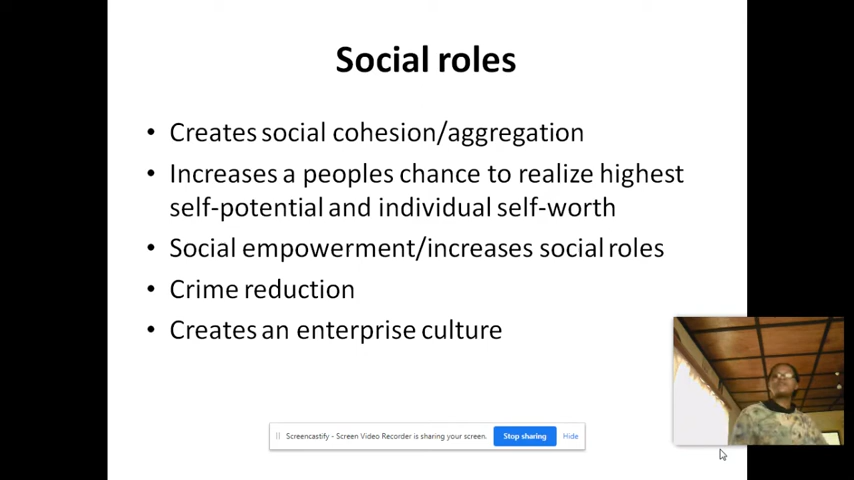 Social roles
• Creates social cohesion/aggregation
• Increases a peoples chance to realize highest
self-potential and individual self-worth
• Social empowerment/increases social roles
• Crime reduction
• Creates an enterprise culture
Screencastify - Screen Video Recorder is sharing your screen.
Stop sharing
Hide